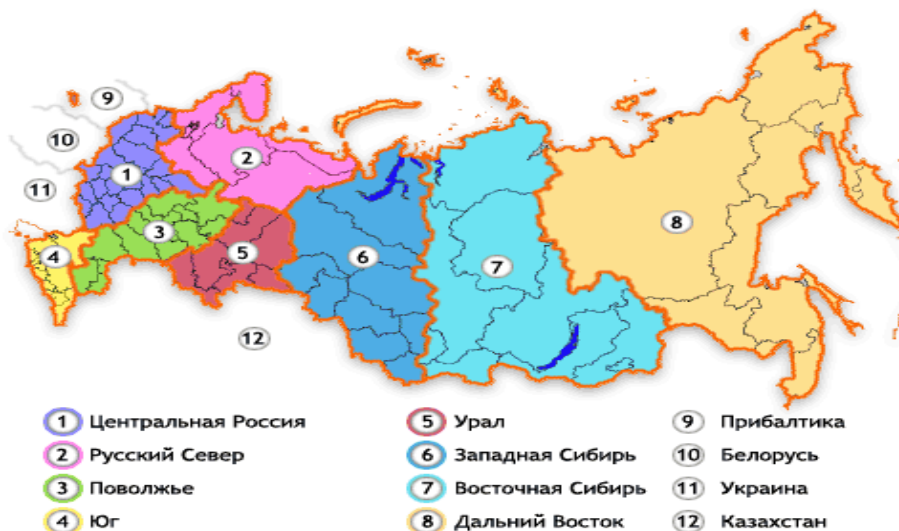 9
10
2
1
11
8
3
4
5
6
7
12
1 Центральная Россия
2 Русский Север
3 Поволжье
4 Юг
5 Урал
6 Западная Сибирь
7 Восточная Сибирь
8 Дальний Восток
9 Прибалтика
10 Белорусь
11 Украина
12 Казахстан